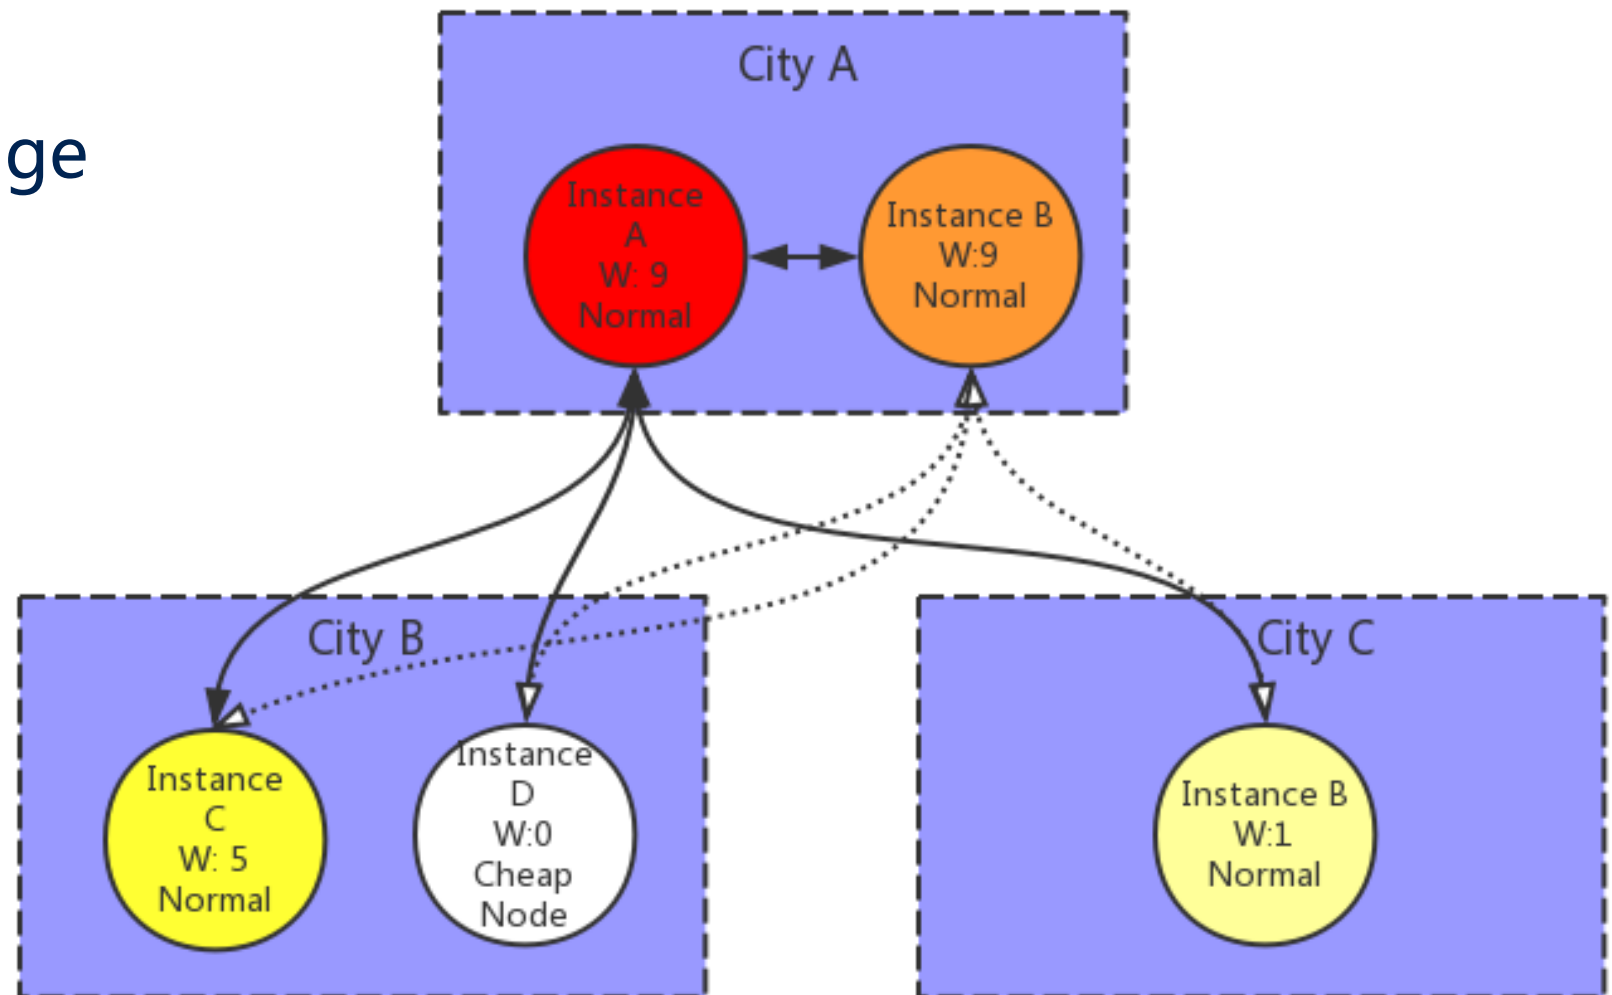 ge
City A
Instance
A
W: 9
Normal
Instance B
W:9
Normal
City B
Instance
C
W: 5
Normal
Instance
D
W:0
Cheap
Node
City C
Instance B
W:1
Normal